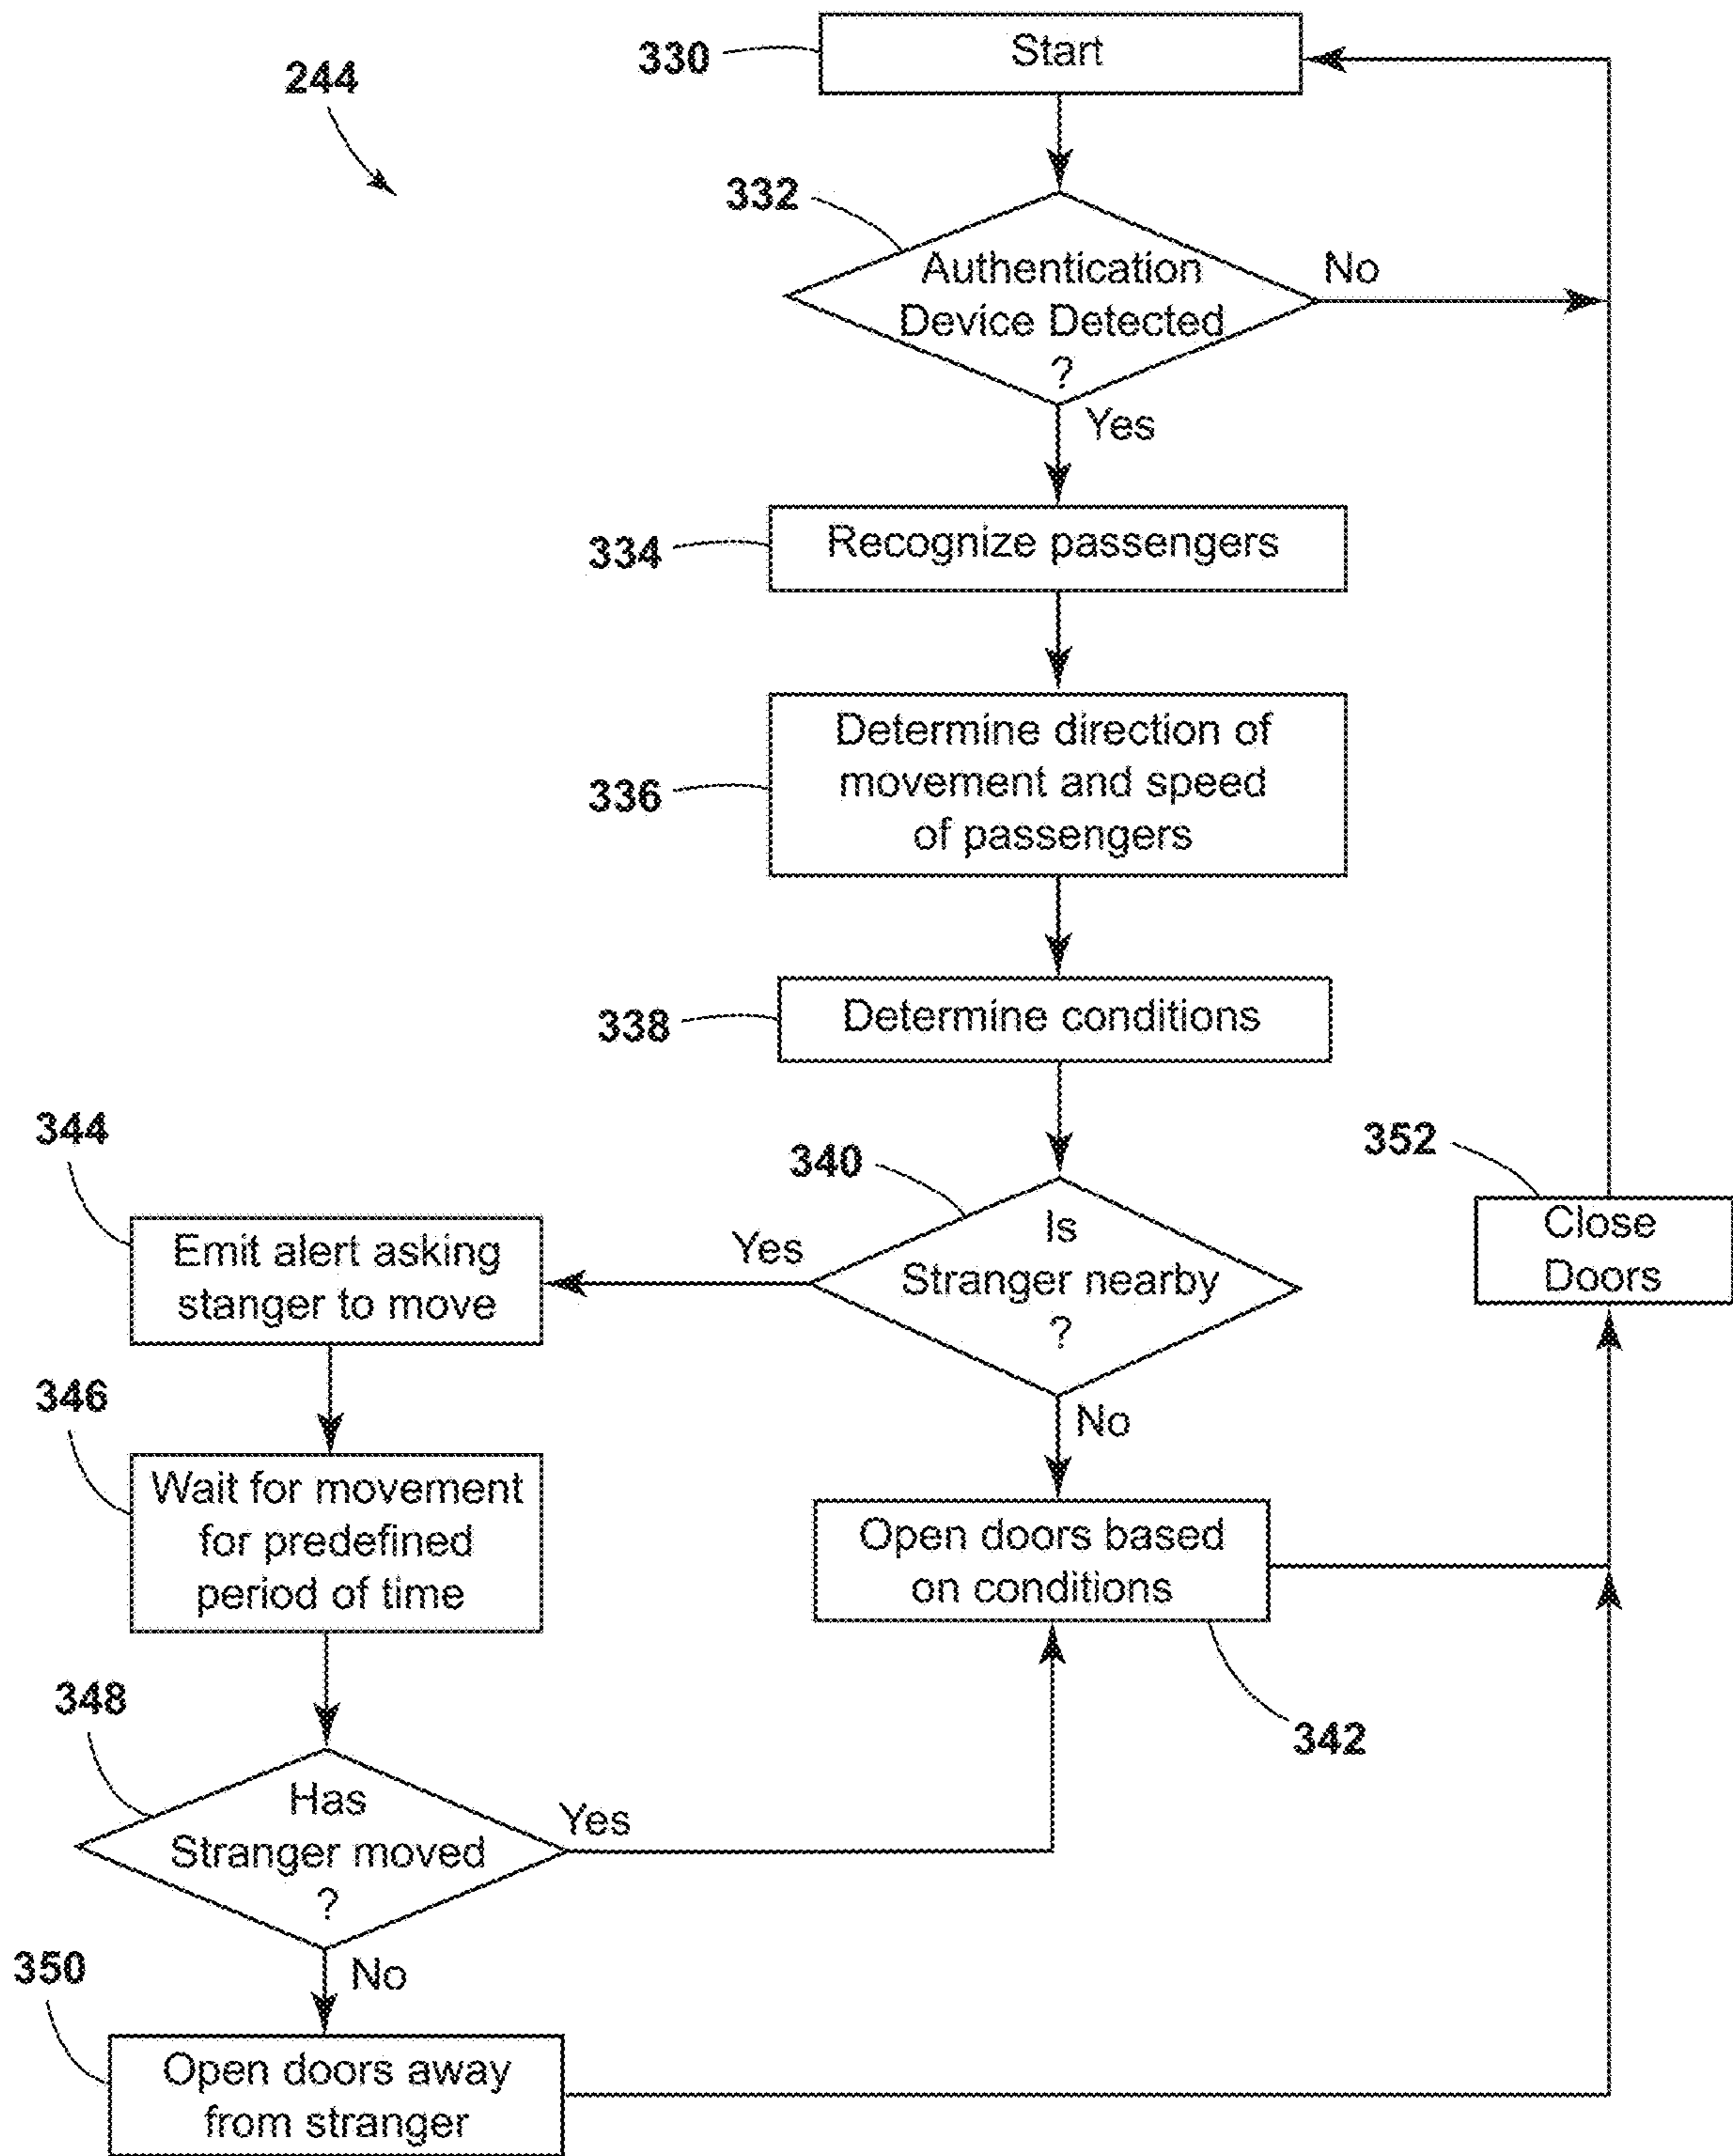 330
Start
244
332
Authentication
Device Detected
?
No
Yes
334
Recognize passengers
336
Determine direction of
movement and speed
of passengers
338
Determine conditions
344
Emit alert asking
stanger to move
Yes
340
Is
Stranger nearby
?
352
Close
Doors
No
346
Wait for movement
for predefined
period of time
Open doors based
on conditions
342
348
Has
Stranger moved
?
Yes
No
350
Open doors away
from stranger